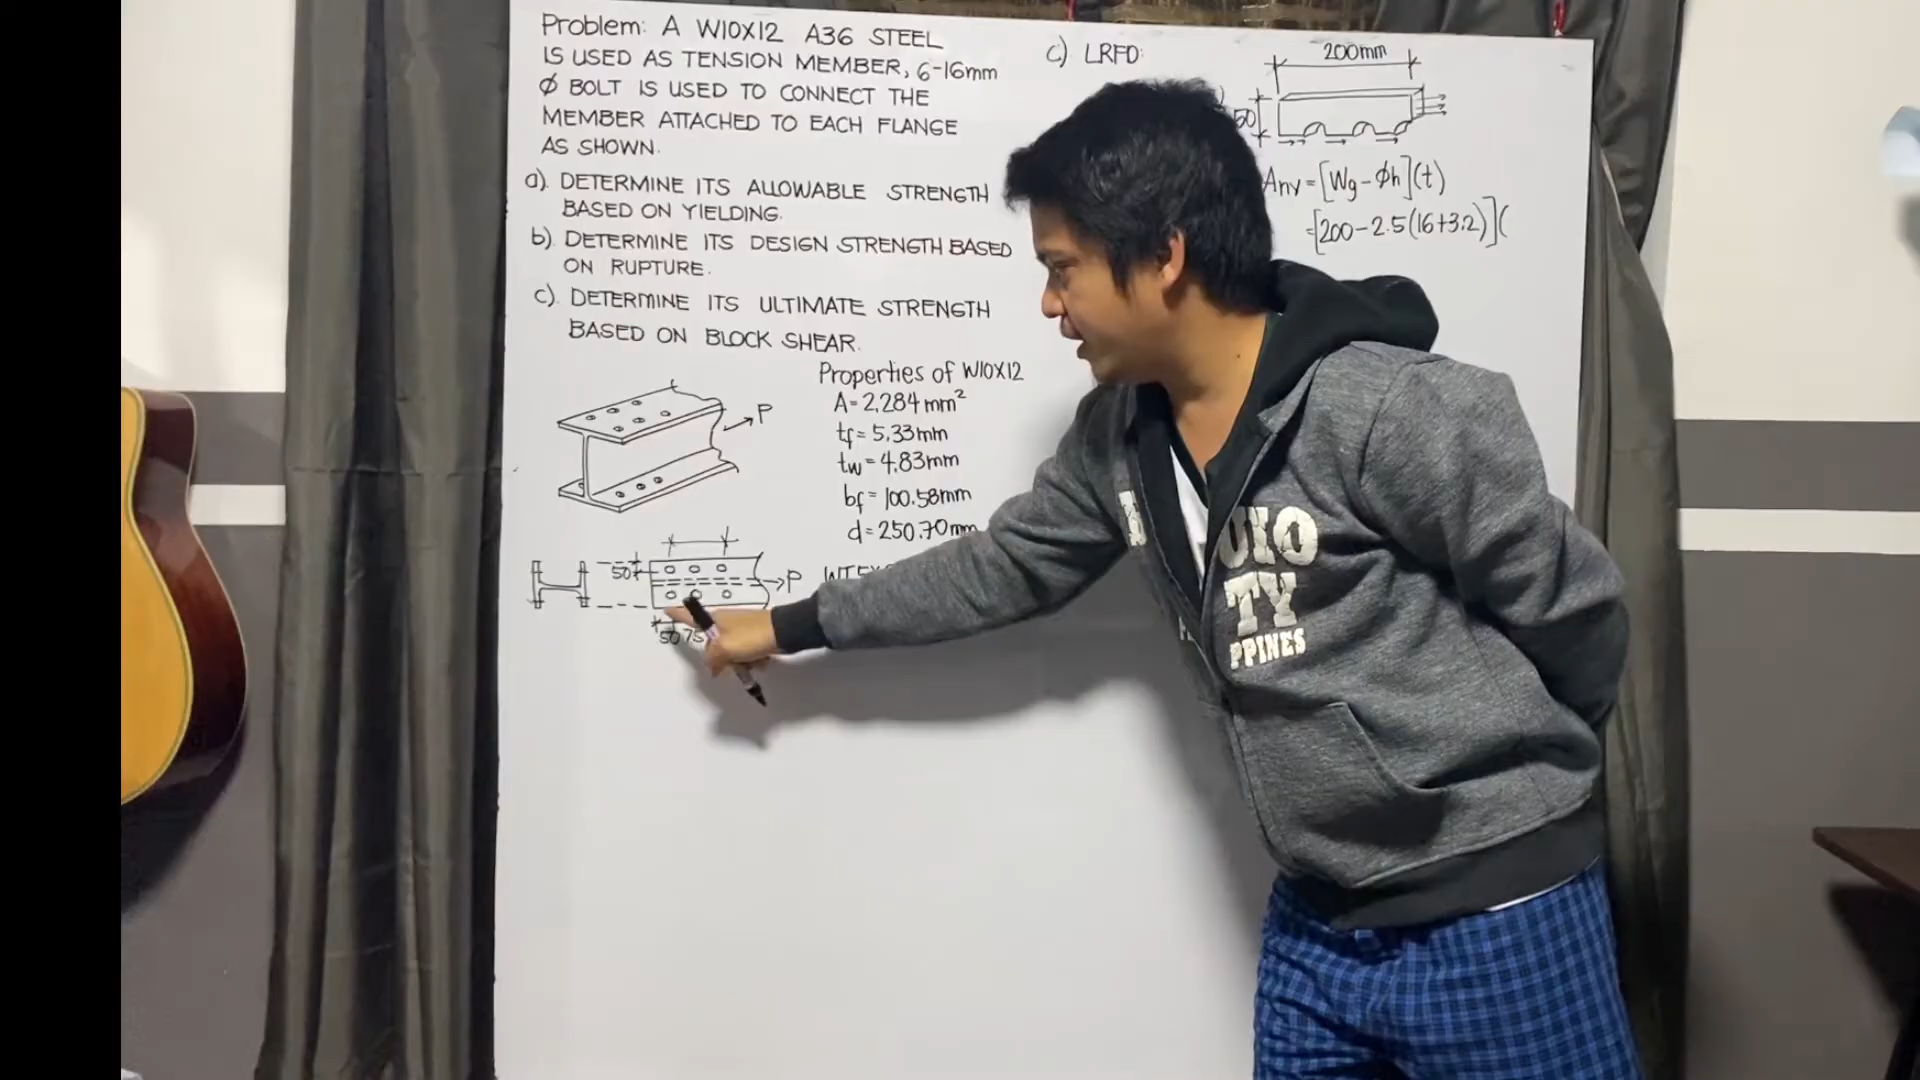 Problem: A W10X12 A36 STEEL
IS USED AS TENSION MEMBER, 6-16mm
φ BOLT IS USED TO CONNECT THE
MEMBER ATTACHED TO EACH FLANGE
AS SHOWN.
a). DETERMINE ITS ALLOWABLE STRENGTH
BASED ON YIELDING.
b). DETERMINE ITS DESIGN STRENGTH BASED
ON RUPTURE.
c). DETERMINE ITS ULTIMATE STRENGTH
BASED ON BLOCK SHEAR.
Properties of W10X12
A = 2,284 mm²
tf = 5.33mm
tw = 4.83mm
bf = 100.58mm
d = 250.70mm
P
50
P
50 75
c) LRFD:
200mm
50
Anv = [Wg - φh](t)
= [200 - 2.5(16+3.2)](
TY
PPINES